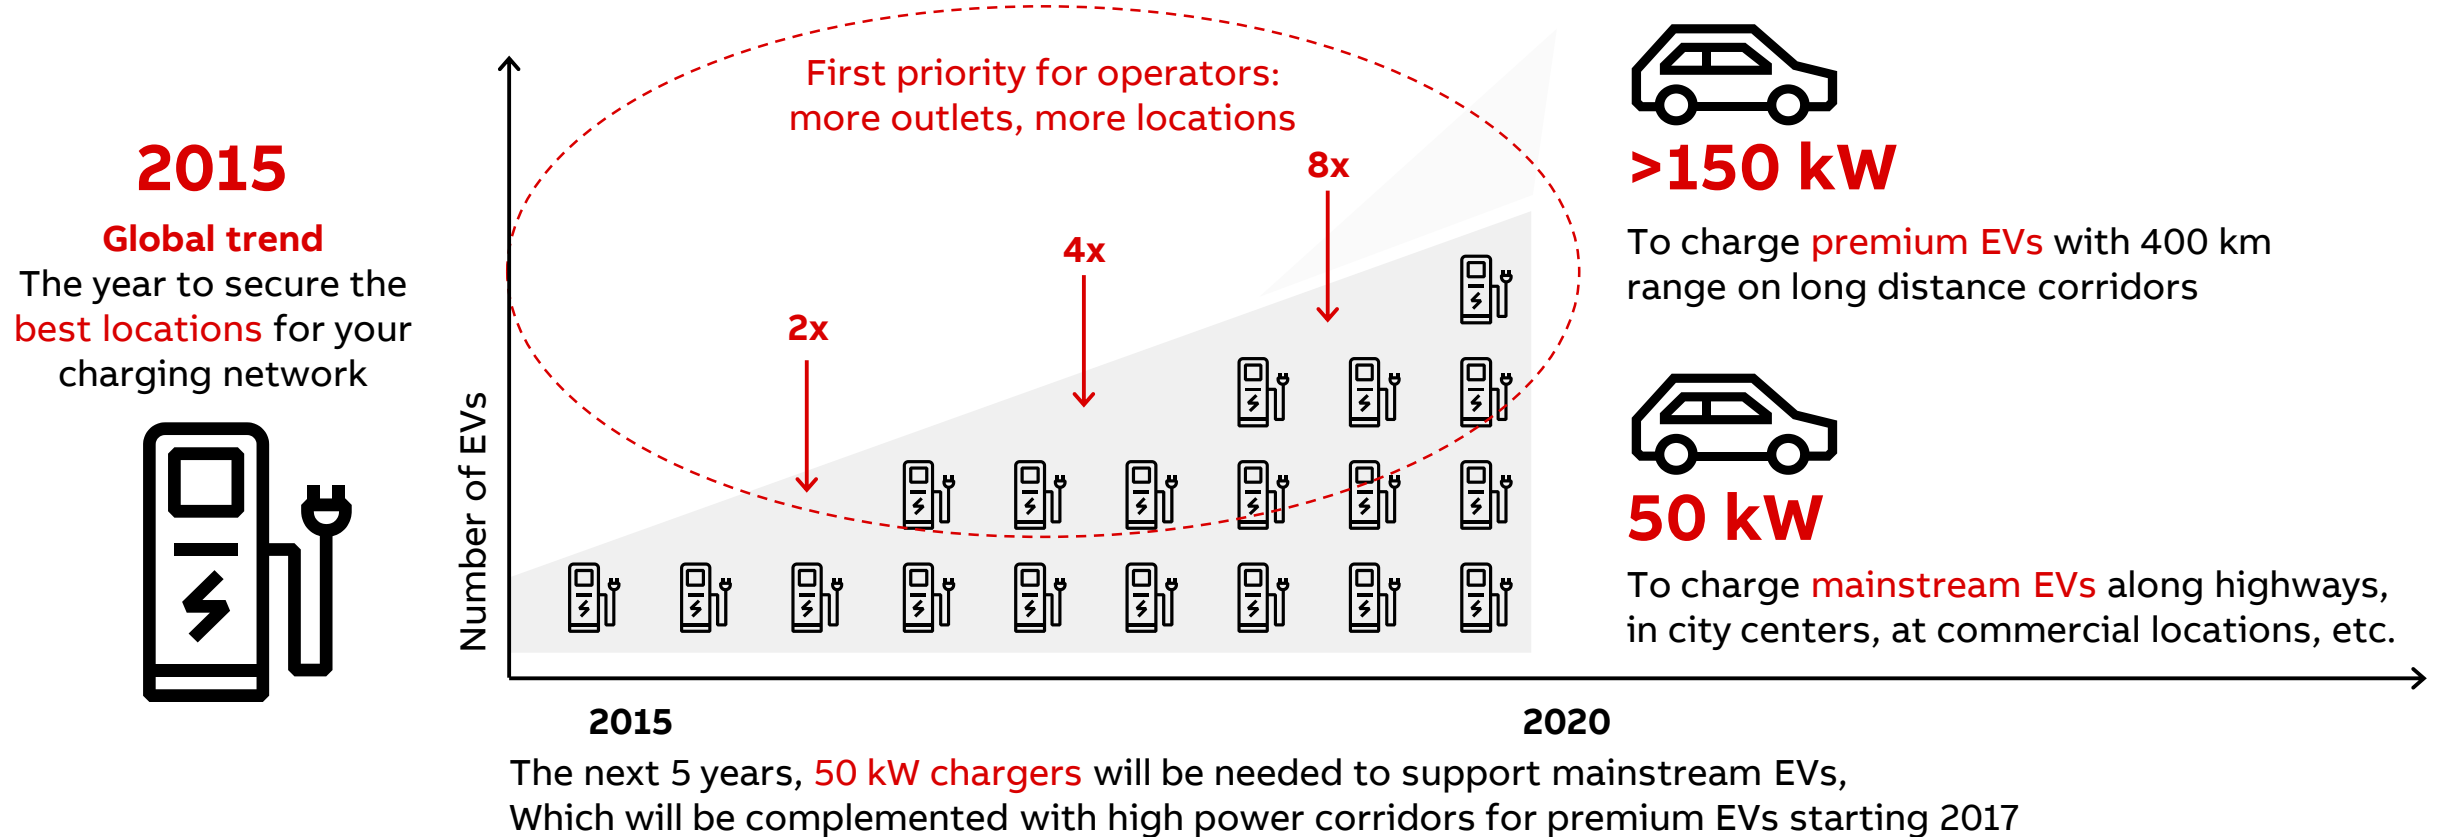 2015
Global trend
The year to secure the
best locations for your
charging network
Number of EVs
First priority for operators:
more outlets, more locations
2x
4x
8x
2015
2020
The next 5 years, 50 kW chargers will be needed to support mainstream EVs,
Which will be complemented with high power corridors for premium EVs starting 2017
>150 kW
To charge premium EVs with 400 km
range on long distance corridors
50 kW
To charge mainstream EVs along highways,
in city centers, at commercial locations, etc.